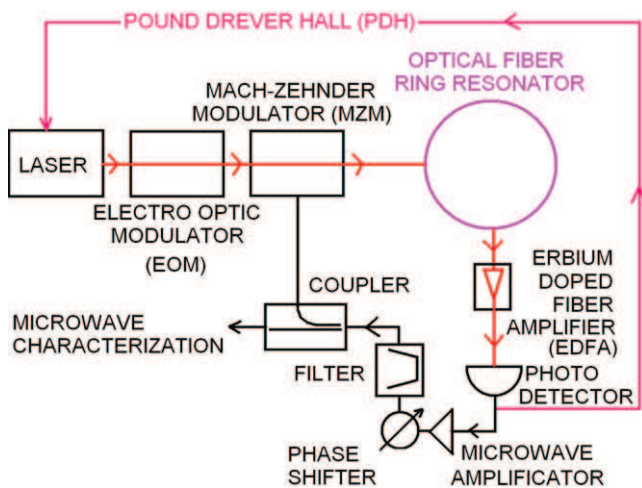 POUND DREVER HALL (PDH)
OPTICAL FIBER
RING RESONATOR
MACH-ZEHNDER
MODULATOR (MZM)
LASER
ELECTRO OPTIC
MODULATOR
(EOM)
COUPLER
ERBIUM
DOPED
FIBER
AMPLIFIER
(EDFA)
MICROWAVE
CHARACTERIZATION
FILTER
PHOTO
DETECTOR
PHASE
SHIFTER
MICROWAVE
AMPLIFICATOR